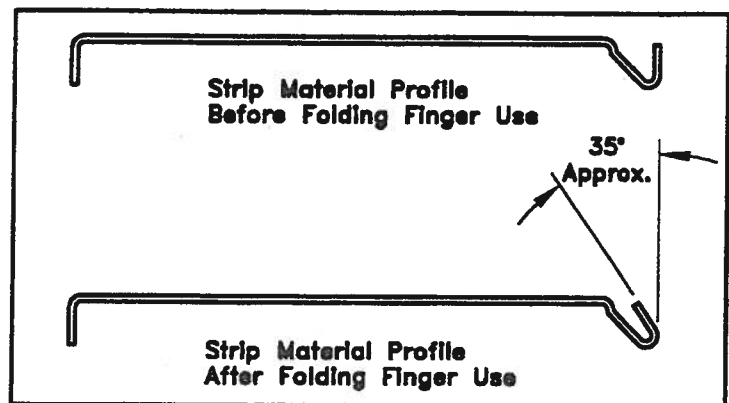 Strip Material Profile
Before Folding Finger Use
35°
Approx.
Strip Material Profile
After Folding Finger Use